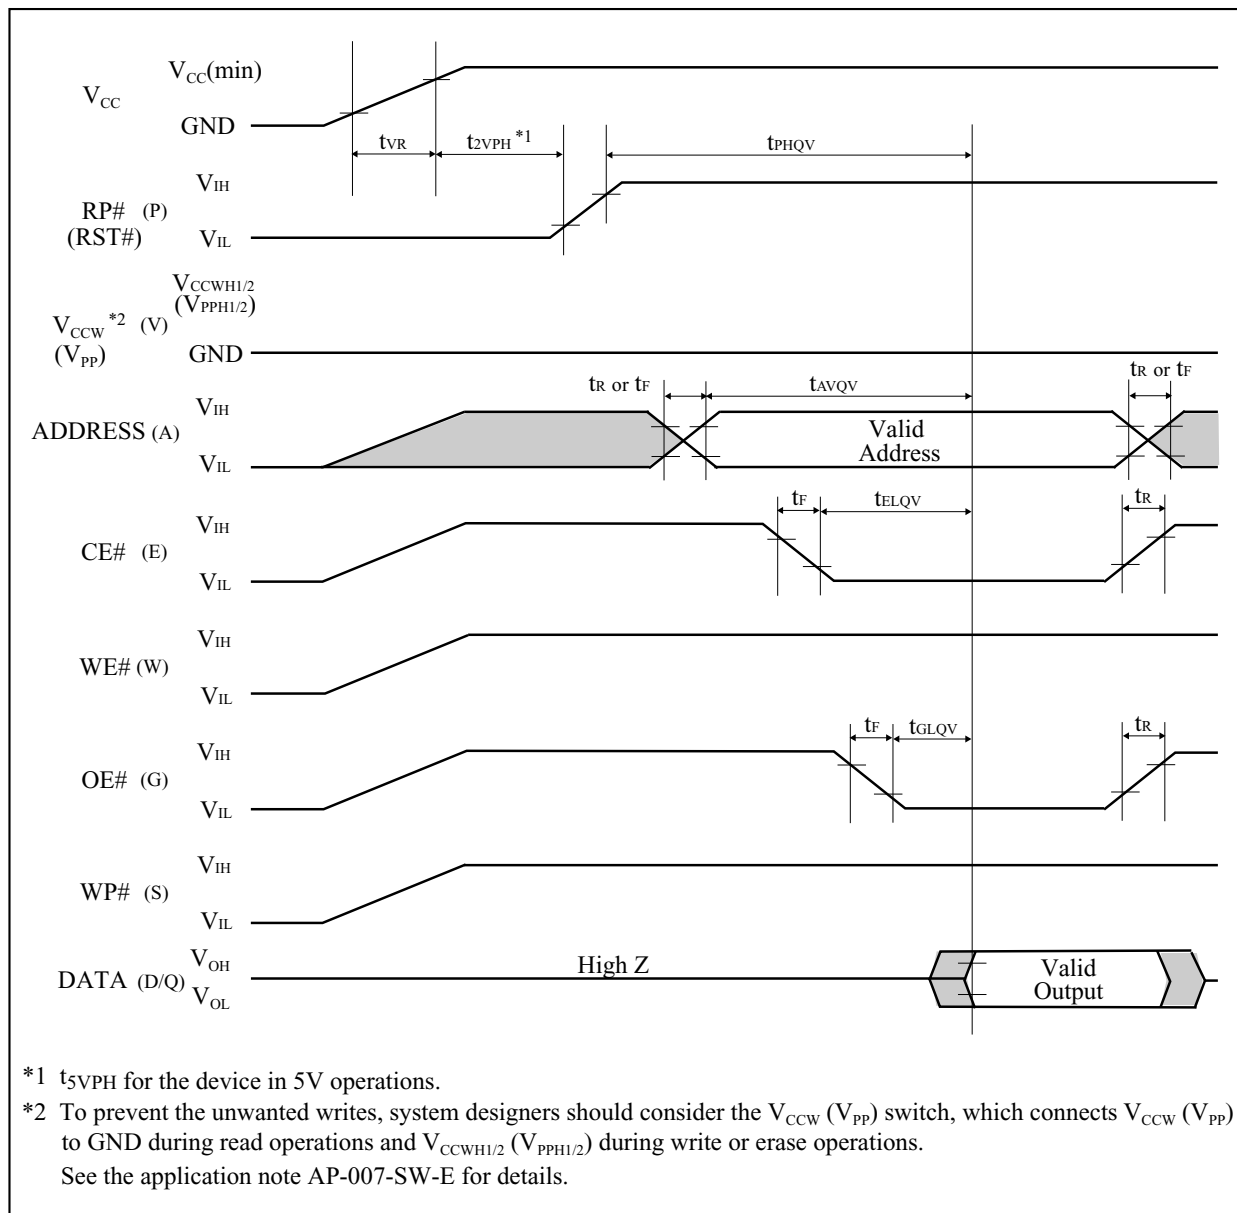 VCC(min)
VCC
GND
tVR
t2VPH *1
tPHQV
VIH
RP# (P)
(RST#)
VIL
VCCWH1/2
(VPPH1/2)
VCCW *2 (V)
(VPP)
GND
tR or tF
tAVQV
tR or tF
VIH
ADDRESS (A)
Valid
Address
VIL
tF
tELQV
tR
VIH
CE# (E)
VIL
VIH
WE# (W)
VIL
tF
tGLQV
tR
VIH
OE# (G)
VIL
VIH
WP# (S)
VIL
VOH
High Z
DATA (D/Q)
Valid
Output
VOL
*1 t5VPH for the device in 5V operations.
*2 To prevent the unwanted writes, system designers should consider the VCCW (VPP) switch, which connects VCCW (VPP)
to GND during read operations and VCCWH1/2 (VPPH1/2) during write or erase operations.
See the application note AP-007-SW-E for details.